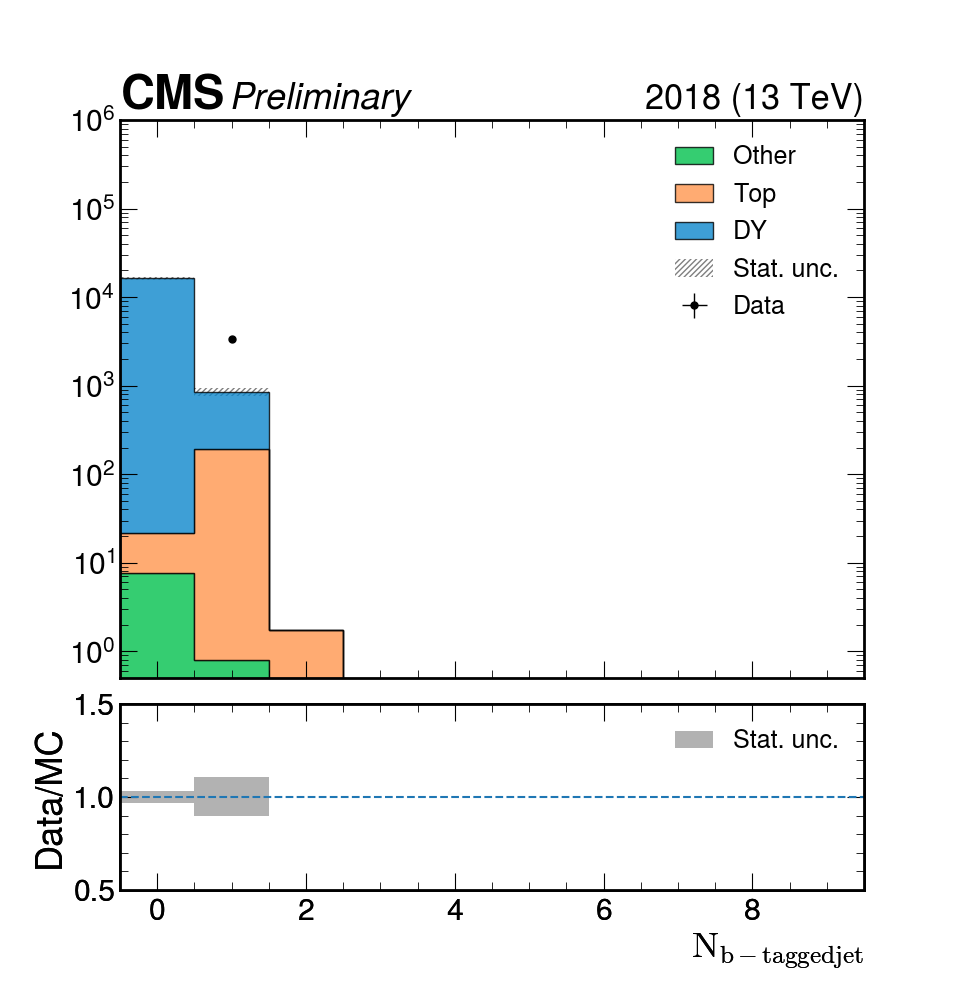 CMS Preliminary 2018 (13 TeV)
10^6
10^5
10^4
10^3
10^2
10^1
10^0
Other
Top
DY
Stat. unc.
Data
1.5
1.0
0.5
Data/MC
Stat. unc.
0 2 4 6 8
N_b−taggedjet